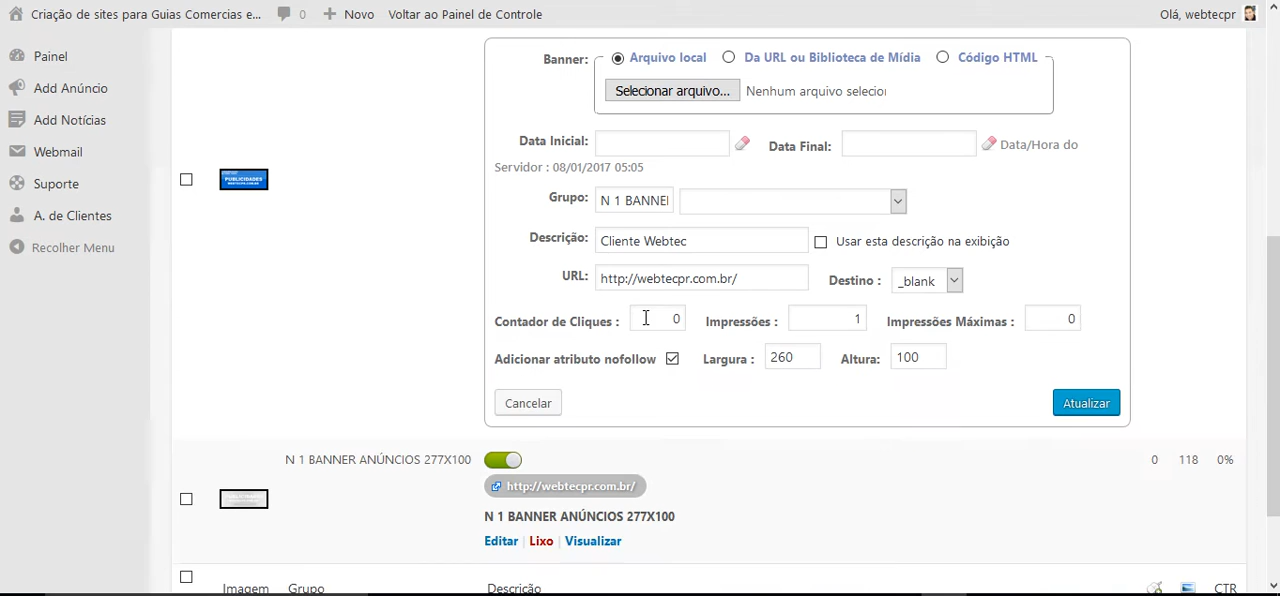 Criação de sites para Guias Comercias e... 0 Novo Voltar ao Painel de Controle Olá, webtecpr
Painel
Add Anúncio
Add Notícias
Webmail
Suporte
A. de Clientes
Recolher Menu
Banner: Arquivo local Da URL ou Biblioteca de Mídia Código HTML
Selecionar arquivo... Nenhum arquivo selecior
Data Inicial: Data Final: Data/Hora do
Servidor : 08/01/2017 05:05
PUBLICIDADES
Grupo: N 1 BANNE
Descrição: Cliente Webtec Usar esta descrição na exibição
URL: http://webtecpr.com.br/ Destino : _blank
Contador de Cliques : 0 Impressões : 1 Impressões Máximas : 0
Adicionar atributo nofollow Largura : 260 Altura: 100
Cancelar Atualizar
N 1 BANNER ANÚNCIOS 277X100 0 118 0%
http://webtecpr.com.br/
N 1 BANNER ANÚNCIOS 277X100
Editar | Lixo | Visualizar
Imagem Grupo Descrição CTR